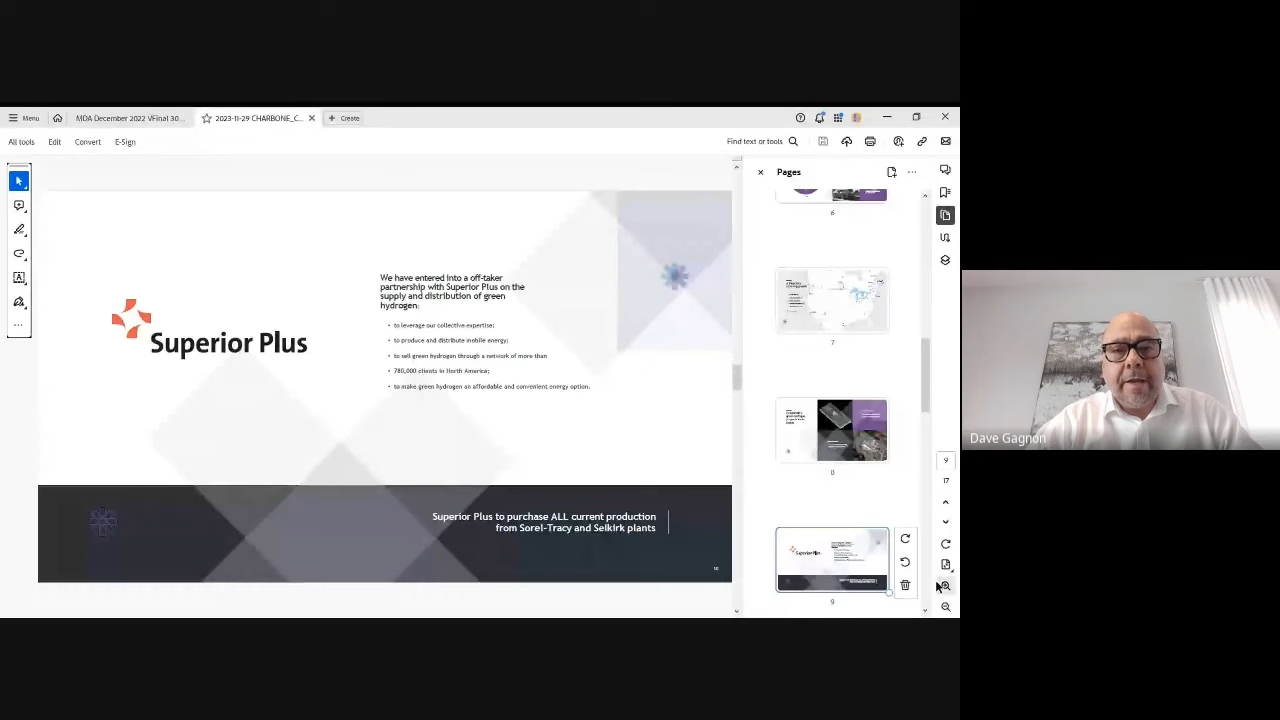 Menu
MDA December 2022 VFinal 30...
2023-11-29 CHARBONE_C...
Create
All tools
Edit
Convert
E-Sign
Find text or tools
Pages
6
7
8
9
9
17
We have entered into a off-taker
partnership with Superior Plus on the
supply and distribution of green
hydrogen:
• to leverage our collective expertise;
• to produce and distribute mobile energy;
• to sell green hydrogen through a network of more than
• 780,000 clients in North America;
• to make green hydrogen an affordable and convenient energy option.
Superior Plus
Superior Plus to purchase ALL current production
from Sorel-Tracy and Selkirk plants
10
Superior Plus
Dave Gagnon